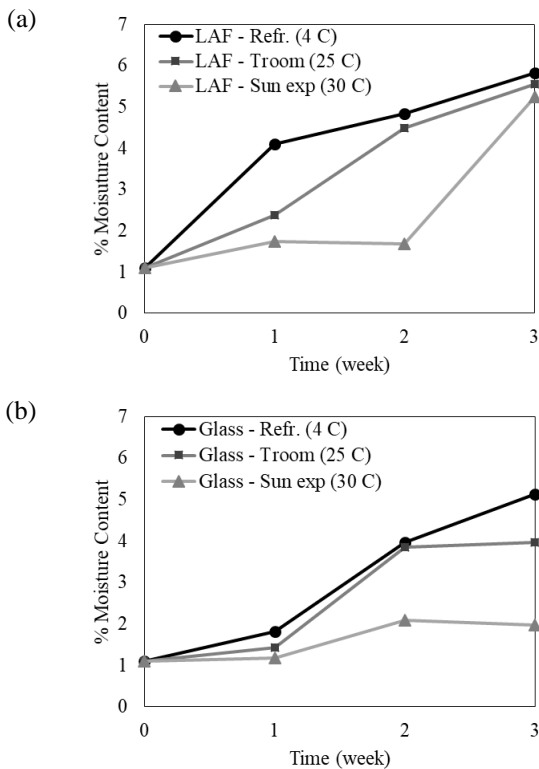 (a)
LAF - Refr. (4 C)
LAF - Troom (25 C)
LAF - Sun exp (30 C)
% Moisuture Content
7
6
5
4
3
2
1
0
0 1 2 3
Time (week)
(b)
Glass - Refr. (4 C)
Glass - Troom (25 C)
Glass - Sun exp (30 C)
% Moisture Content
7
6
5
4
3
2
1
0
0 1 2 3
Time (week)